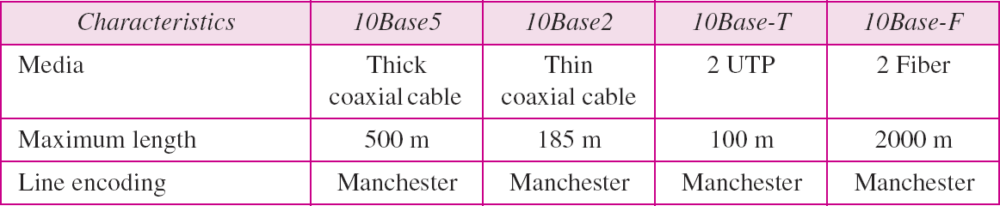 Characteristics 10Base5 10Base2 10Base-T 10Base-F
Media Thick Thin 2 UTP 2 Fiber
coaxial cable coaxial cable
Maximum length 500 m 185 m 100 m 2000 m
Line encoding Manchester Manchester Manchester Manchester